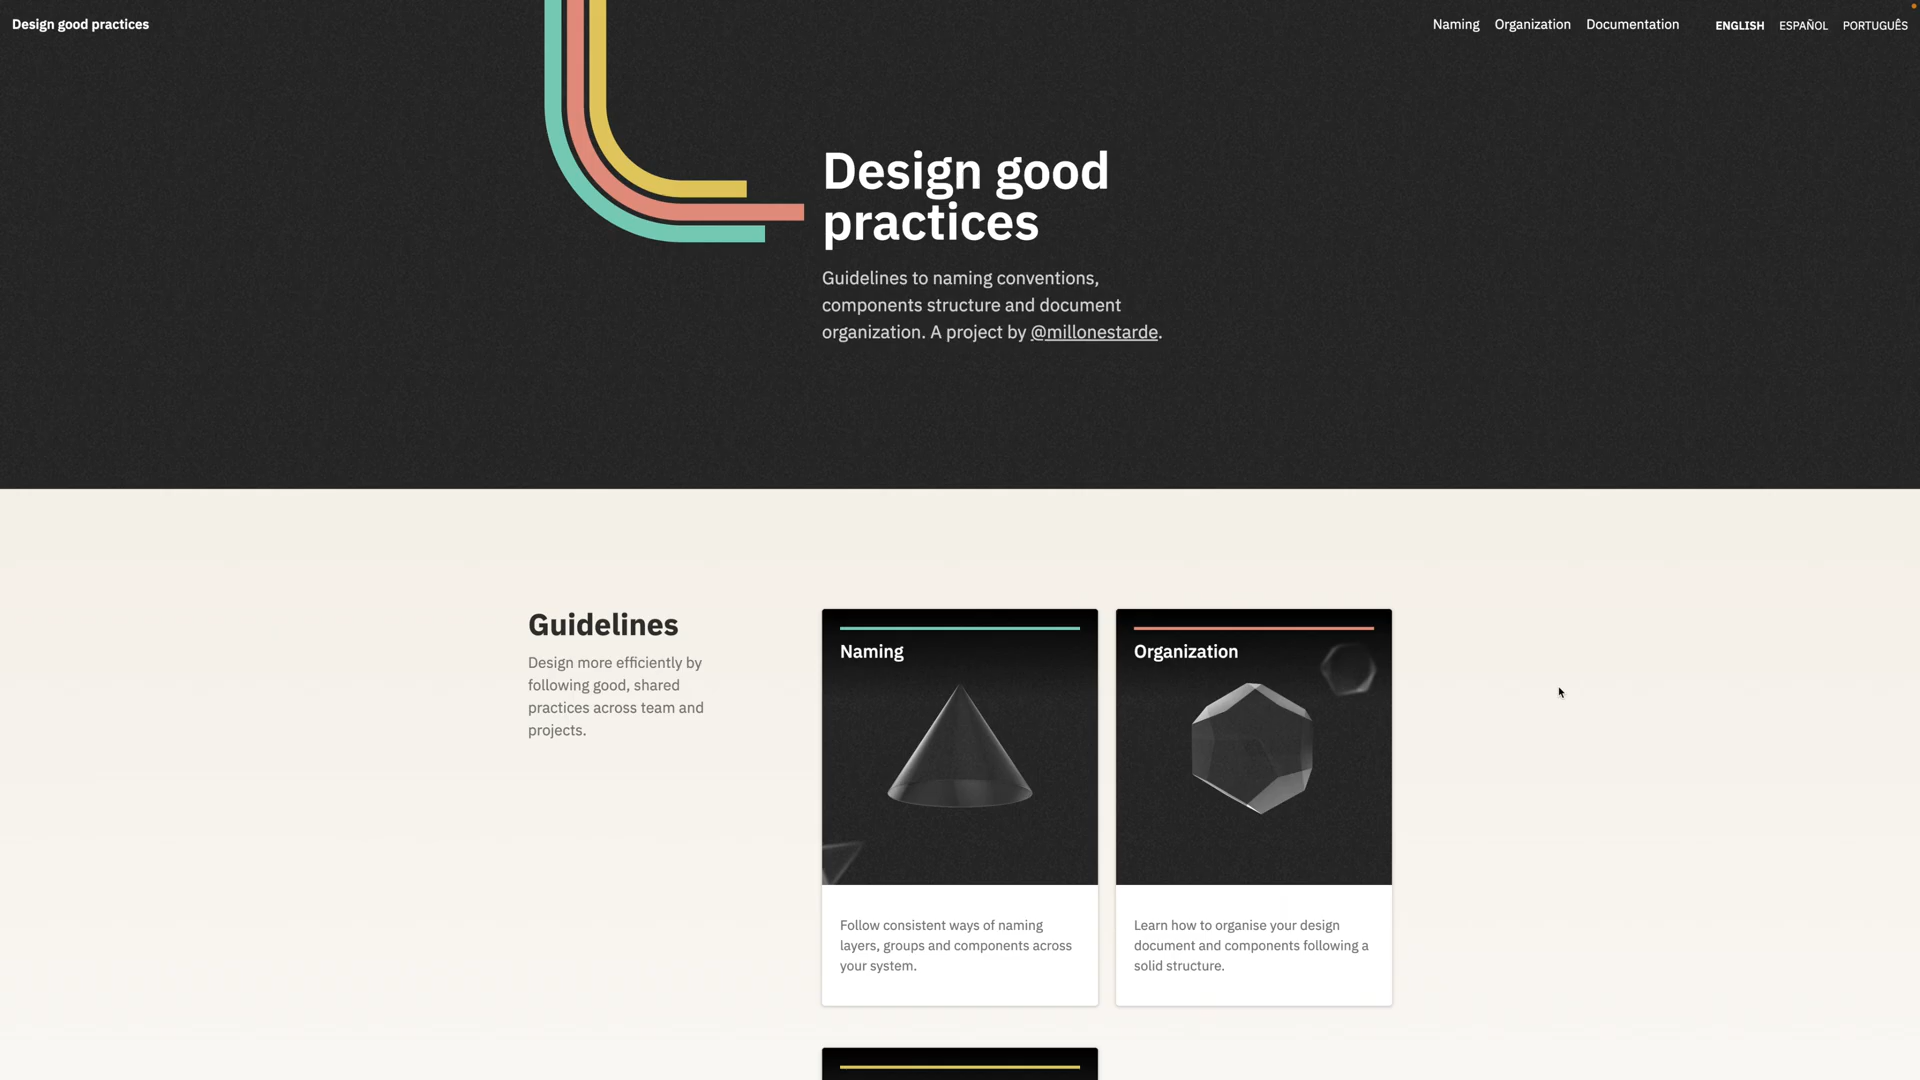 Design good practices
Naming
Organization
Documentation
ENGLISH
ESPAÑOL
PORTUGUÊS
Design good
practices
Guidelines to naming conventions,
components structure and document
organization. A project by @millonestarde.
Guidelines
Design more efficiently by
following good, shared
practices across team and
projects.
Naming
Follow consistent ways of naming
layers, groups and components across
your system.
Organization
Learn how to organise your design
document and components following a
solid structure.